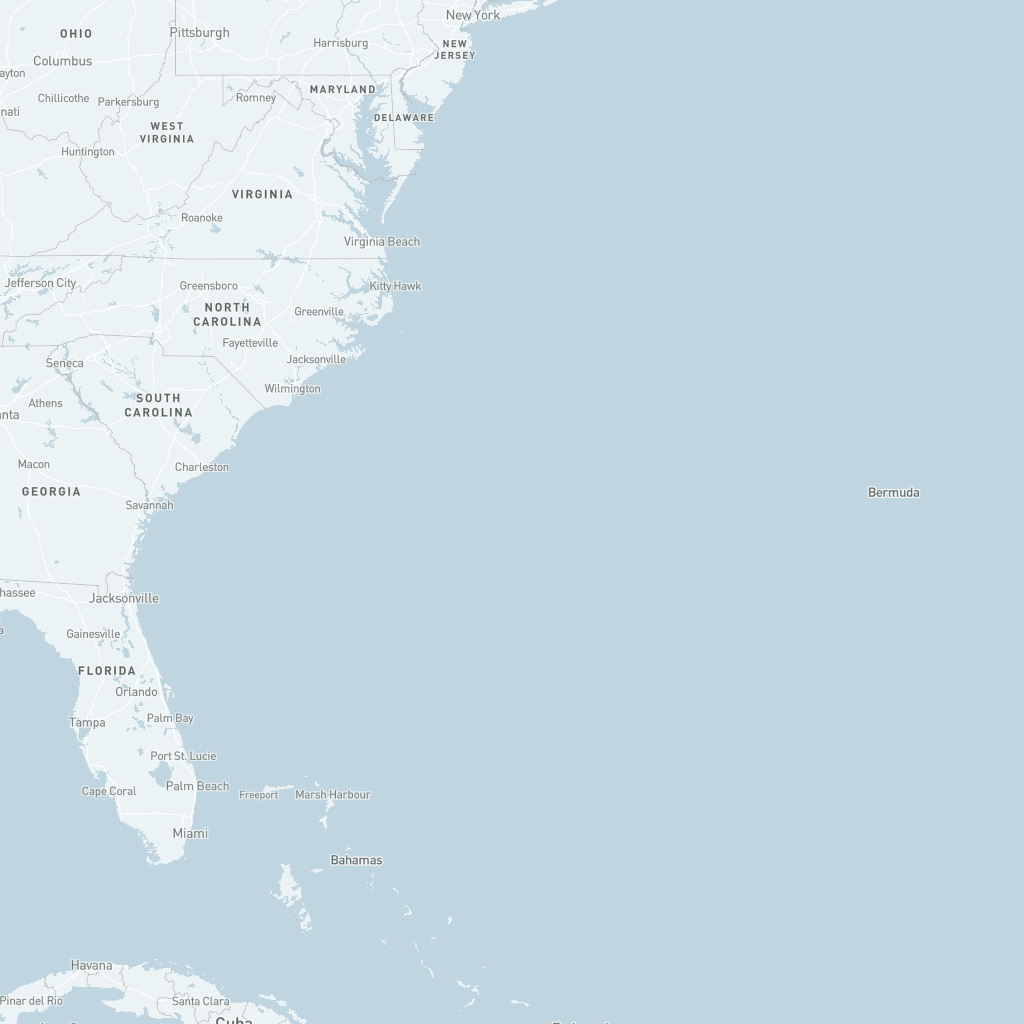 New York
OHIO
Pittsburgh
Harrisburg
NEW
JERSEY
Columbus
ayton
MARYLAND
Chillicothe
Parkersburg
Romney
nati
DELAWARE
WEST
VIRGINIA
Huntington
VIRGINIA
Roanoke
Virginia Beach
Jefferson City
Greensboro
Kitty Hawk
NORTH
CAROLINA
Greenville
Fayetteville
Jacksonville
Seneca
Wilmington
SOUTH
CAROLINA
Athens
nta
Macon
Charleston
GEORGIA
Bermuda
Savannah
hassee
Jacksonville
a
Gainesville
FLORIDA
Orlando
Tampa
Palm Bay
Port St. Lucie
Palm Beach
Cape Coral
Freeport
Marsh Harbour
Miami
Bahamas
Havana
Pinar del Río
Santa Clara
Cuba